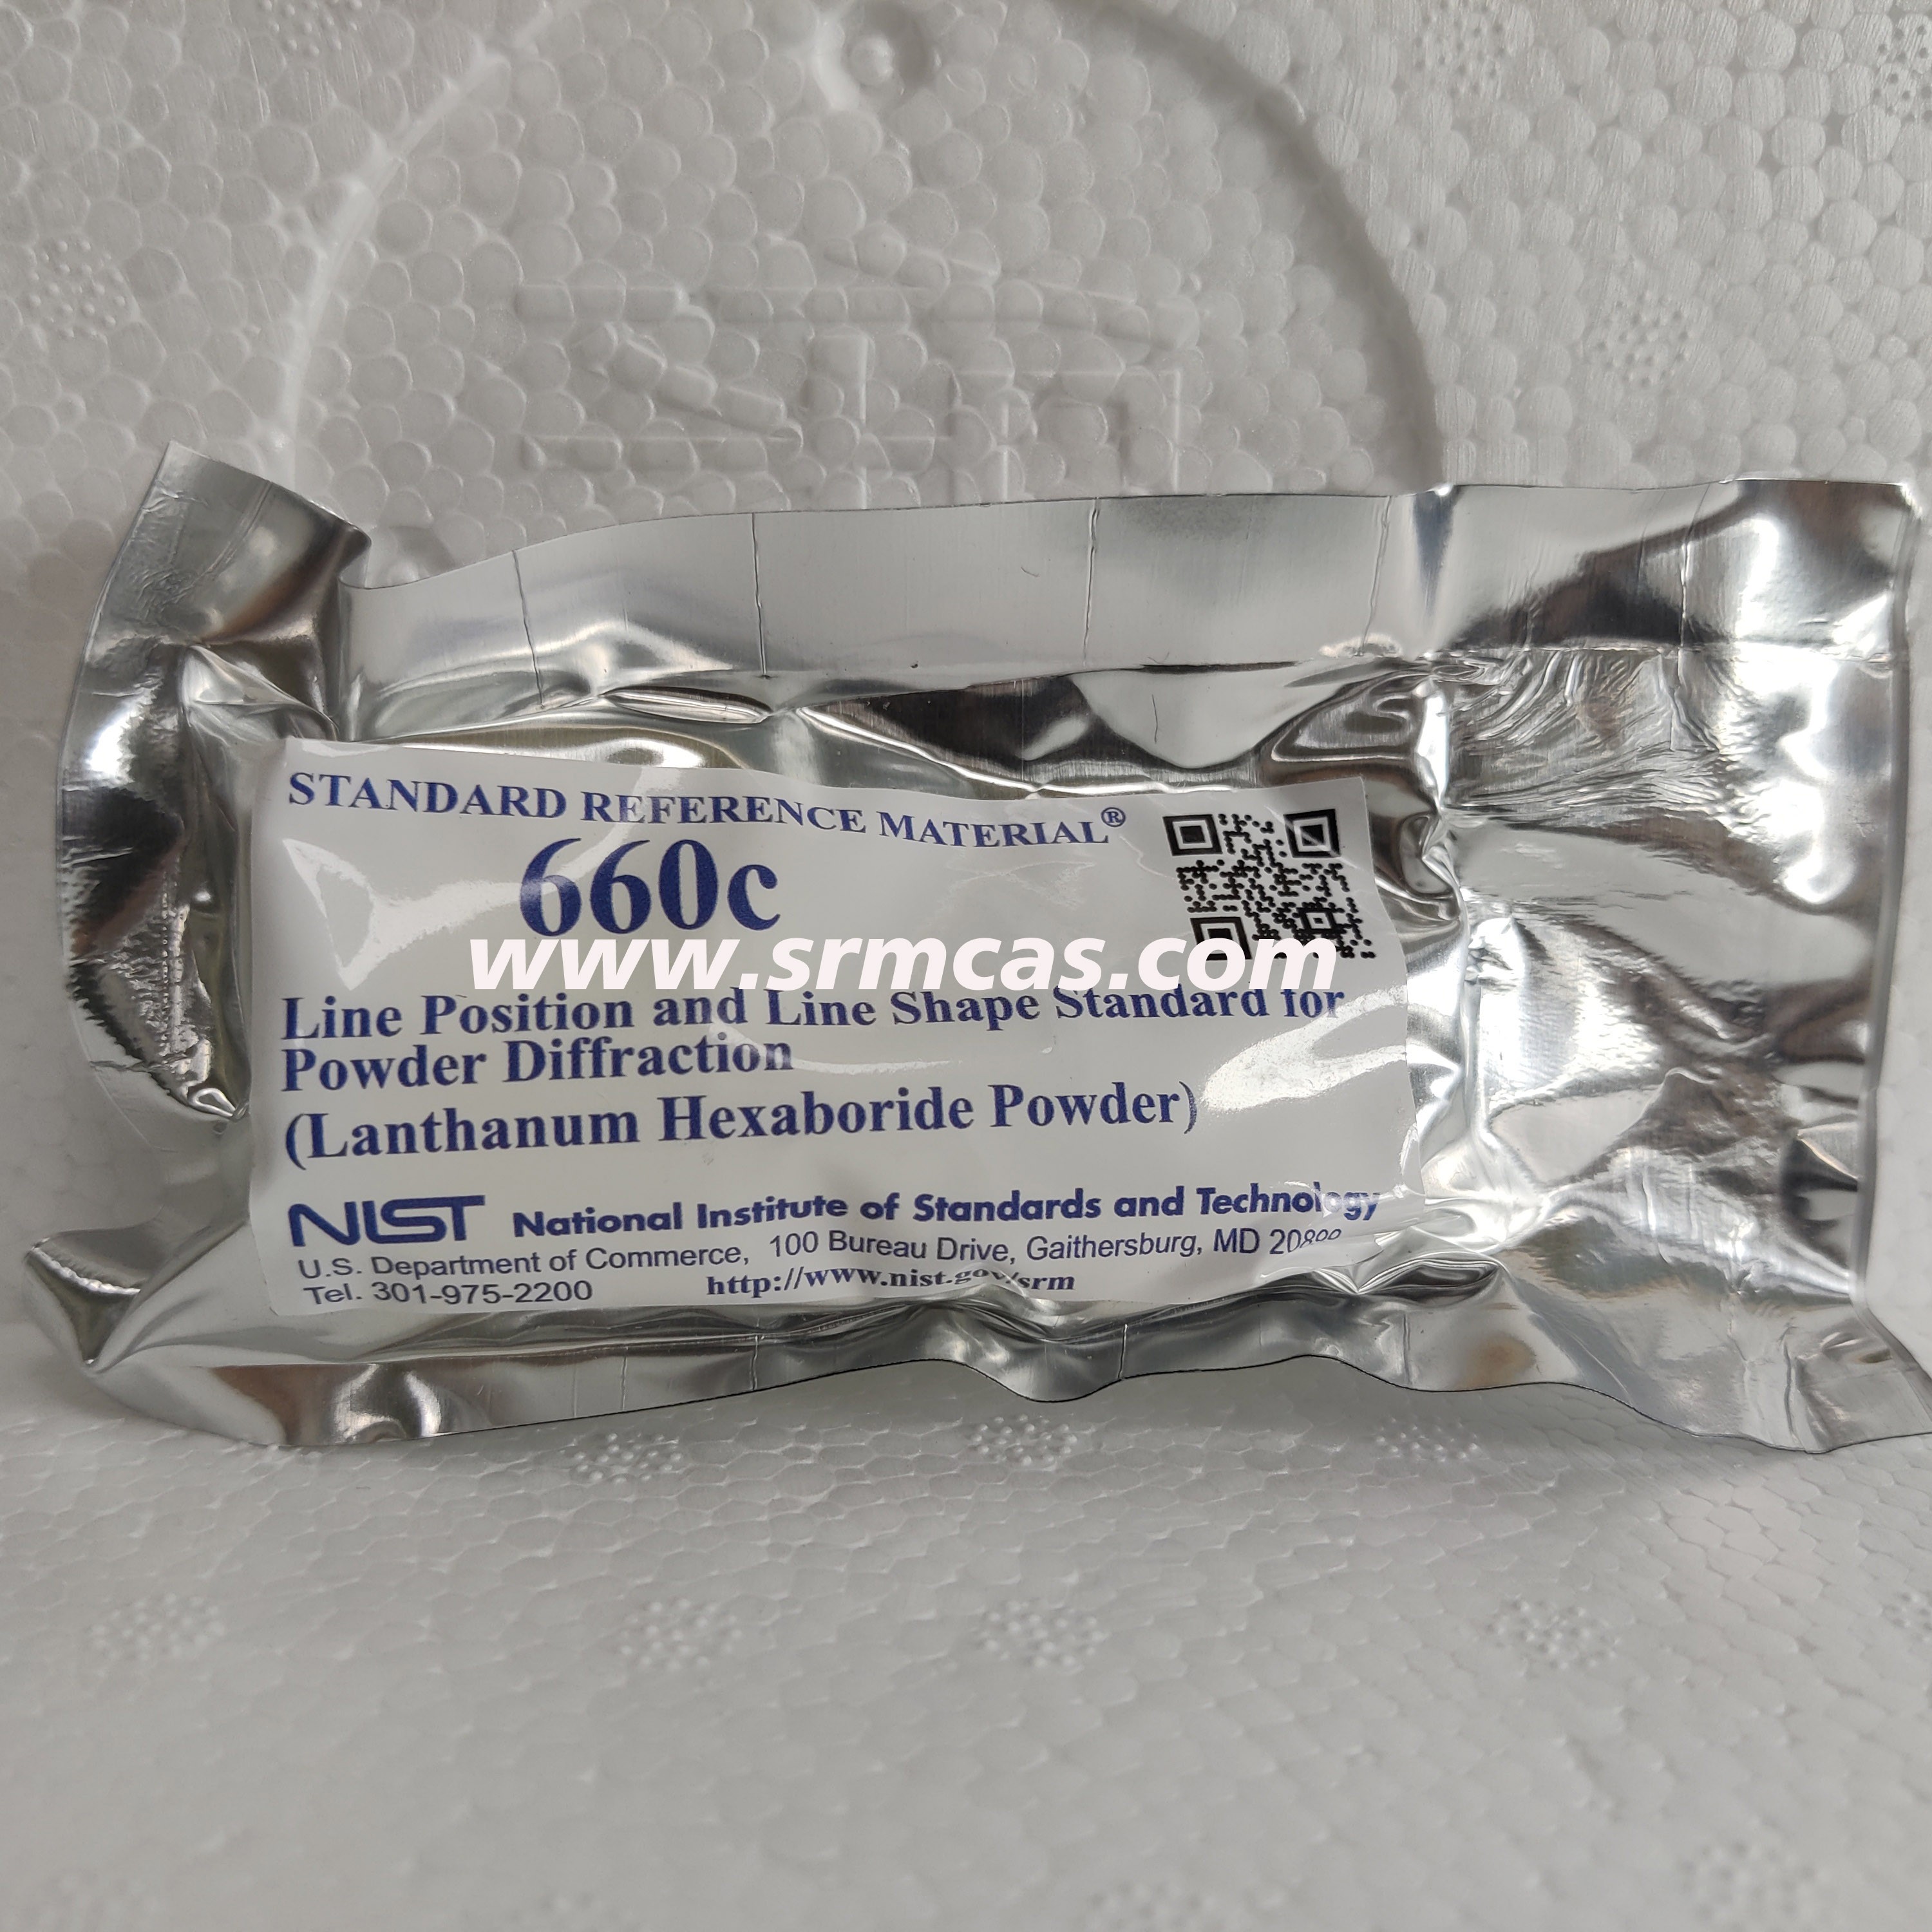 STANDARD REFERENCE MATERIAL®
660c
www.srmcas.com
Line Position and Line Shape Standard for
Powder Diffraction
(Lanthanum Hexaboride Powder)
NIST National Institute of Standards and Technology
U.S. Department of Commerce, 100 Bureau Drive, Gaithersburg, MD
Tel. 301-975-2200 http://www.nist.gov/srm